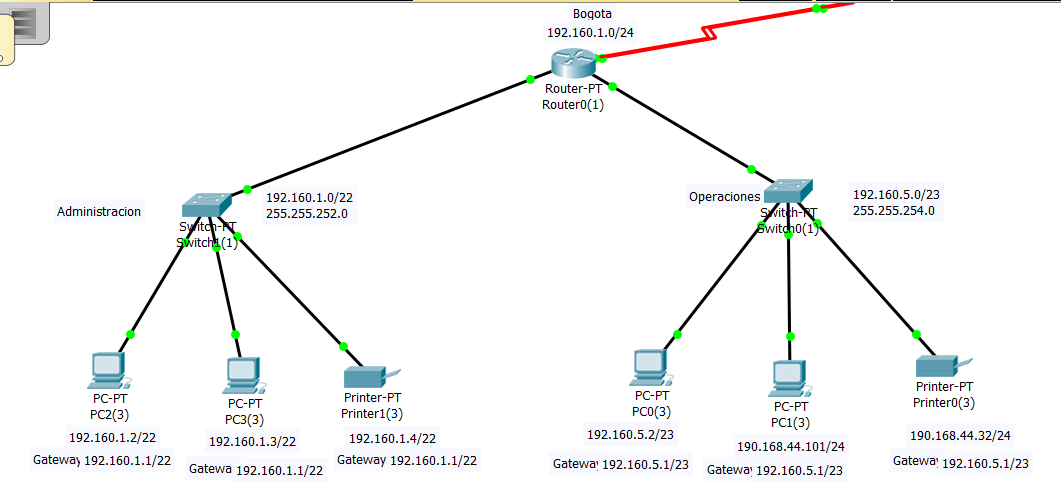 Bogota
192.160.1.0/24
Router-PT
Router0(1)
Administracion
192.160.1.0/22
255.255.252.0
Switch-PT
Switch1(1)
Operaciones
192.160.5.0/23
255.255.254.0
Switch-PT
Switch0(1)
PC-PT
PC2(3)
192.160.1.2/22
Gateway 192.160.1.1/22
PC-PT
PC3(3)
192.160.1.3/22
Gatewa 192.160.1.1/22
Printer-PT
Printer1(3)
192.160.1.4/22
Gateway 192.160.1.1/22
PC-PT
PC0(3)
192.160.5.2/23
Gateway 192.160.5.1/23
PC-PT
PC1(3)
190.168.44.101/24
Gateway 192.160.5.1/23
Printer-PT
Printer0(3)
190.168.44.32/24
Gateway 192.160.5.1/23